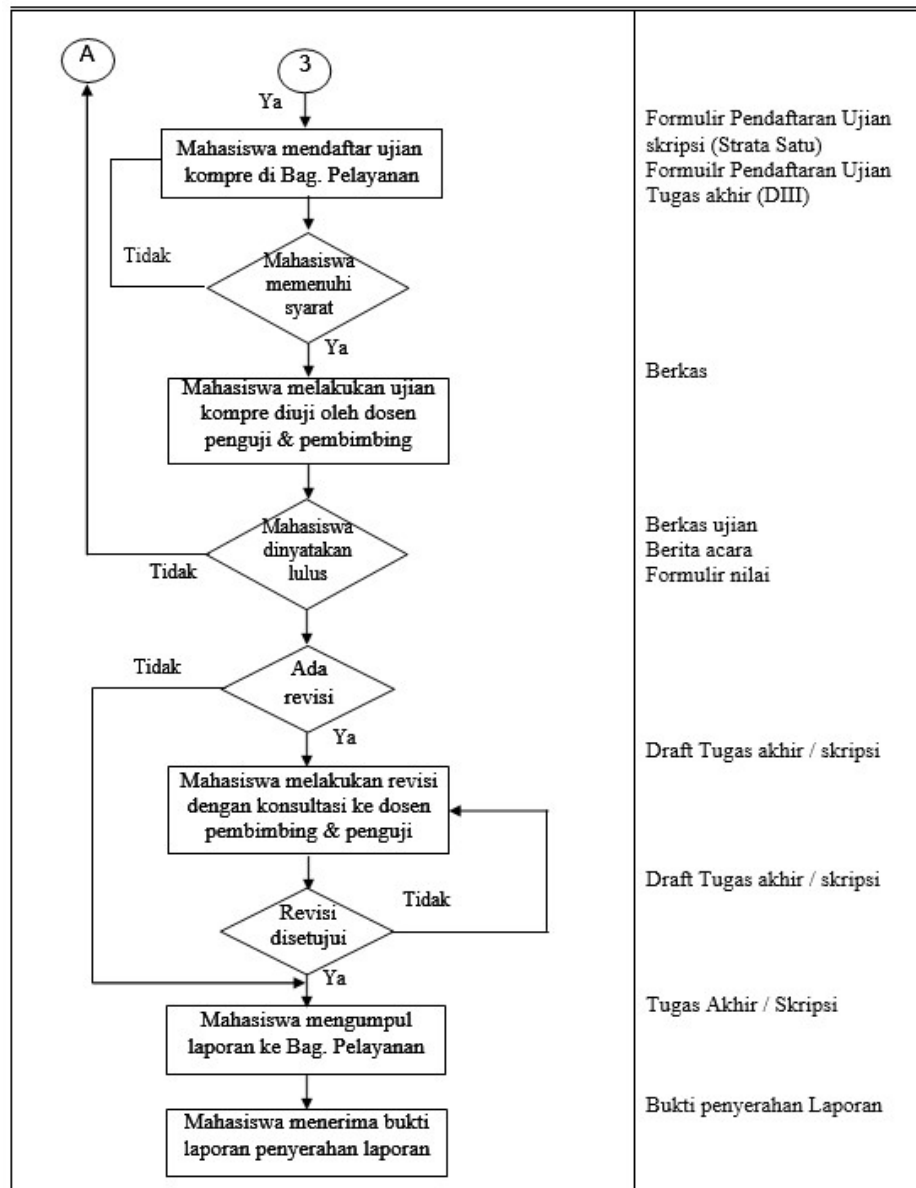 A
3
Ya
Mahasiswa mendaftar ujian
kompre di Bag. Pelayanan
Formulir Pendaftaran Ujian
skripsi (Strata Satu)
Formuilr Pendaftaran Ujian
Tugas akhir (DIII)
Tidak
Mahasiswa
memenuhi
syarat
Ya
Mahasiswa melakukan ujian
kompre diuji oleh dosen
penguji & pembimbing
Berkas
Mahasiswa
dinyatakan
lulus
Tidak
Berkas ujian
Berita acara
Formulir nilai
Tidak
Ada
revisi
Ya
Mahasiswa melakukan revisi
dengan konsultasi ke dosen
pembimbing & penguji
Draft Tugas akhir / skripsi
Draft Tugas akhir / skripsi
Tidak
Revisi
disetujui
Ya
Mahasiswa mengumpul
laporan ke Bag. Pelayanan
Tugas Akhir / Skripsi
Mahasiswa menerima bukti
laporan penyerahan laporan
Bukti penyerahan Laporan